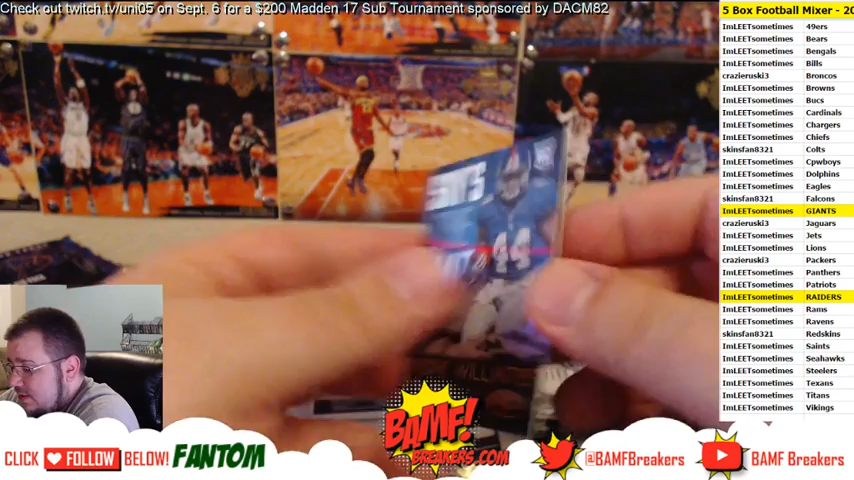 Check out twitch.tv/uni05 on Sept. 6 for a $200 Madden 17 Sub Tournament sponsored by DACM82
5 Box Football Mixer - 20
ImLEETsometimes 49ers
ImLEETsometimes Bears
ImLEETsometimes Bengals
ImLEETsometimes Bills
crazieruski3 Broncos
ImLEETsometimes Browns
ImLEETsometimes Bucs
ImLEETsometimes Cardinals
ImLEETsometimes Chargers
ImLEETsometimes Chiefs
skinsfan8321 Colts
ImLEETsometimes Cpwboys
ImLEETsometimes Dolphins
ImLEETsometimes Eagles
skinsfan8321 Falcons
ImLEETsometimes GIANTS
crazieruski3 Jaguars
ImLEETsometimes Jets
ImLEETsometimes Lions
crazieruski3 Packers
ImLEETsometimes Panthers
ImLEETsometimes Patriots
ImLEETsometimes RAIDERS
ImLEETsometimes Rams
ImLEETsometimes Ravens
skinsfan8321 Redskins
ImLEETsometimes Saints
ImLEETsometimes Seahawks
ImLEETsometimes Steelers
ImLEETsometimes Texans
ImLEETsometimes Titans
ImLEETsometimes Vikings
44
BAMF!
BREAKERS.COM
CLICK FOLLOW BELOW! FANTOM
@BAMFBreakers
BAMF Breakers